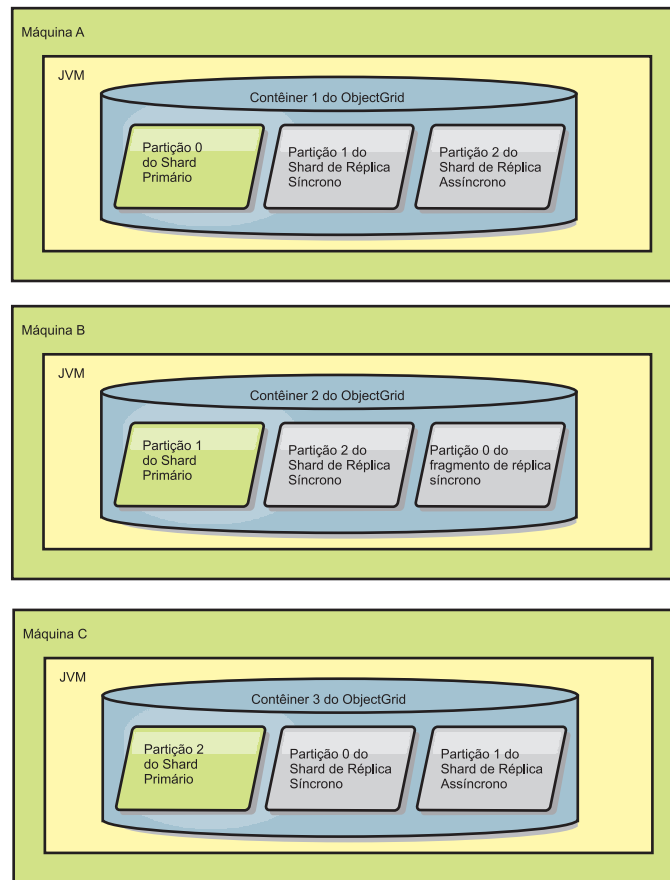 Máquina A
JVM
Contêiner 1 do ObjectGrid
Partição 0
do Shard
Primário
Partição 1 do
Shard de Réplica
Síncrono
Partição 2 do
Shard de Réplica
Assíncrono
Máquina B
JVM
Contêiner 2 do ObjectGrid
Partição 1
do Shard
Primário
Partição 2 do
Shard de Réplica
Síncrono
Partição 0 do
fragmento de réplica
síncrono
Máquina C
JVM
Contêiner 3 do ObjectGrid
Partição 2
do Shard
Primário
Partição 0 do
Shard de Réplica
Síncrono
Partição 1 do
Shard de Réplica
Assíncrono